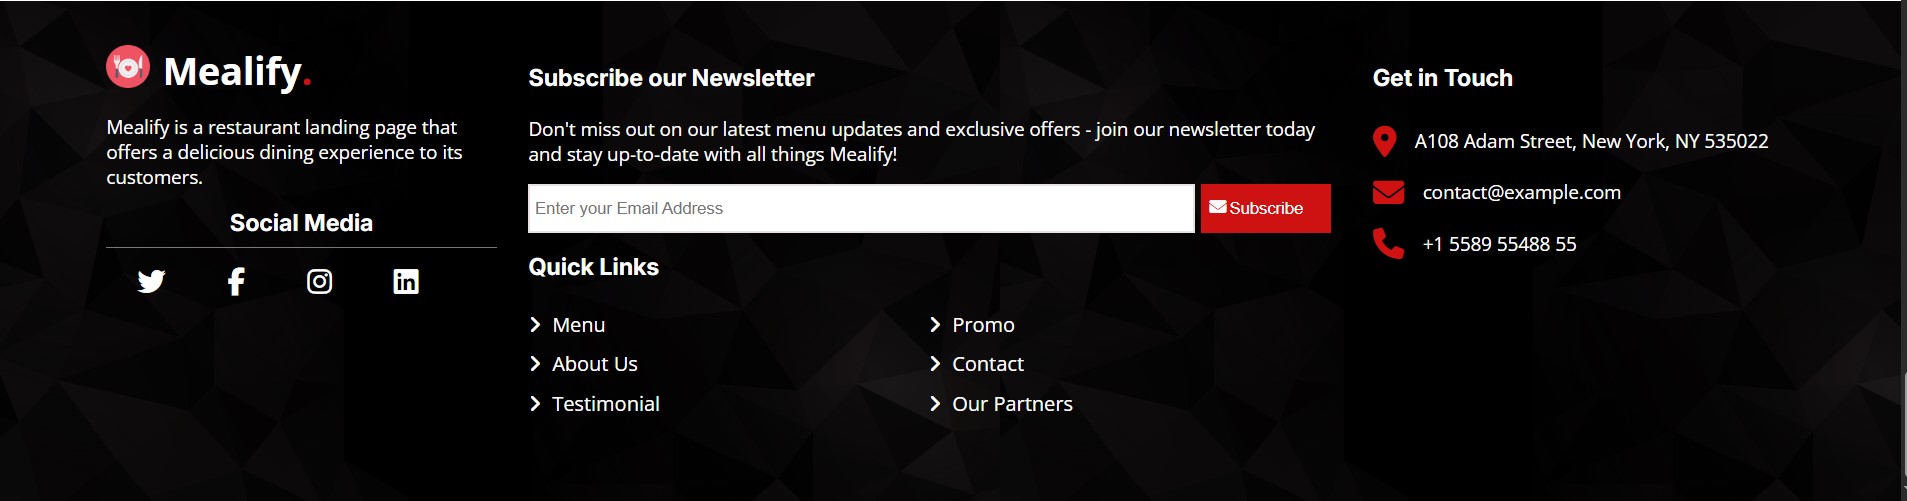 Mealify.
Mealify is a restaurant landing page that
offers a delicious dining experience to its
customers.
Social Media
Subscribe our Newsletter
Don't miss out on our latest menu updates and exclusive offers - join our newsletter today
and stay up-to-date with all things Mealify!
Enter your Email Address
Subscribe
Quick Links
Menu
About Us
Testimonial
Promo
Contact
Our Partners
Get in Touch
A108 Adam Street, New York, NY 535022
contact@example.com
+1 5589 55488 55